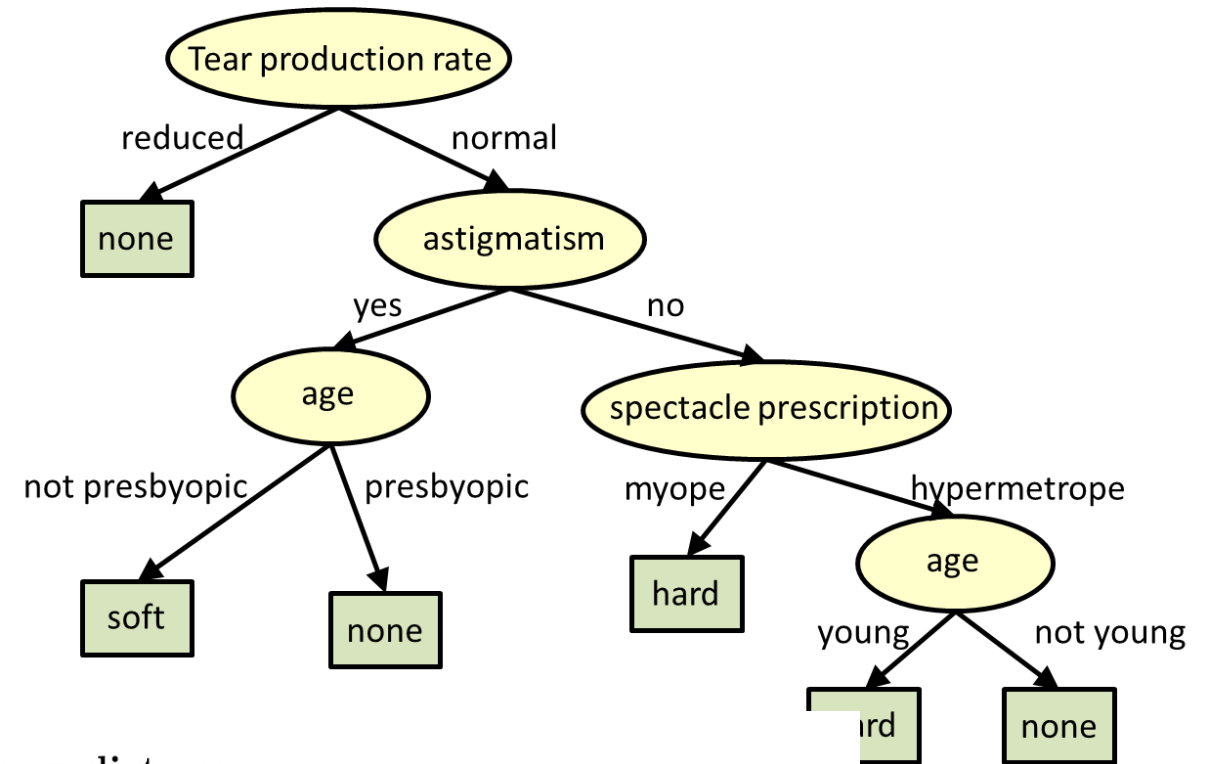 Tear production rate
reduced
normal
none
astigmatism
yes
no
age
spectacle prescription
not presbyopic
presbyopic
myope
hypermetrope
age
hard
soft
none
young
not young
none